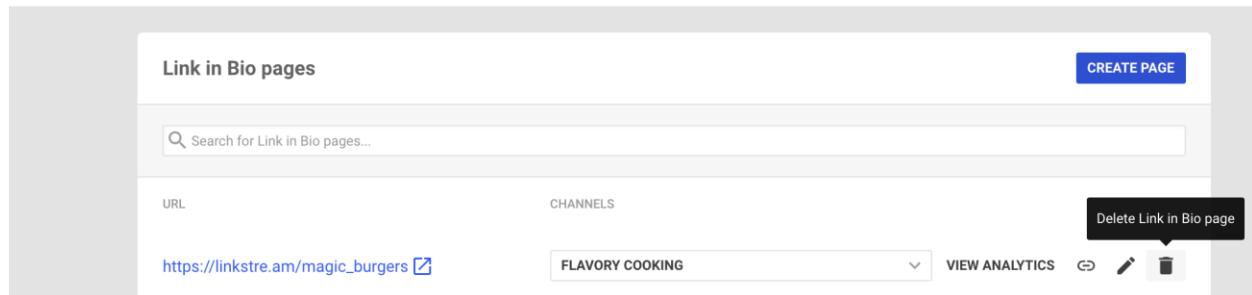 Link in Bio pages
CREATE PAGE
Search for Link in Bio pages...
URL
CHANNELS
Delete Link in Bio page
https://linkstre.am/magic_burgers
FLAVORY COOKING
VIEW ANALYTICS